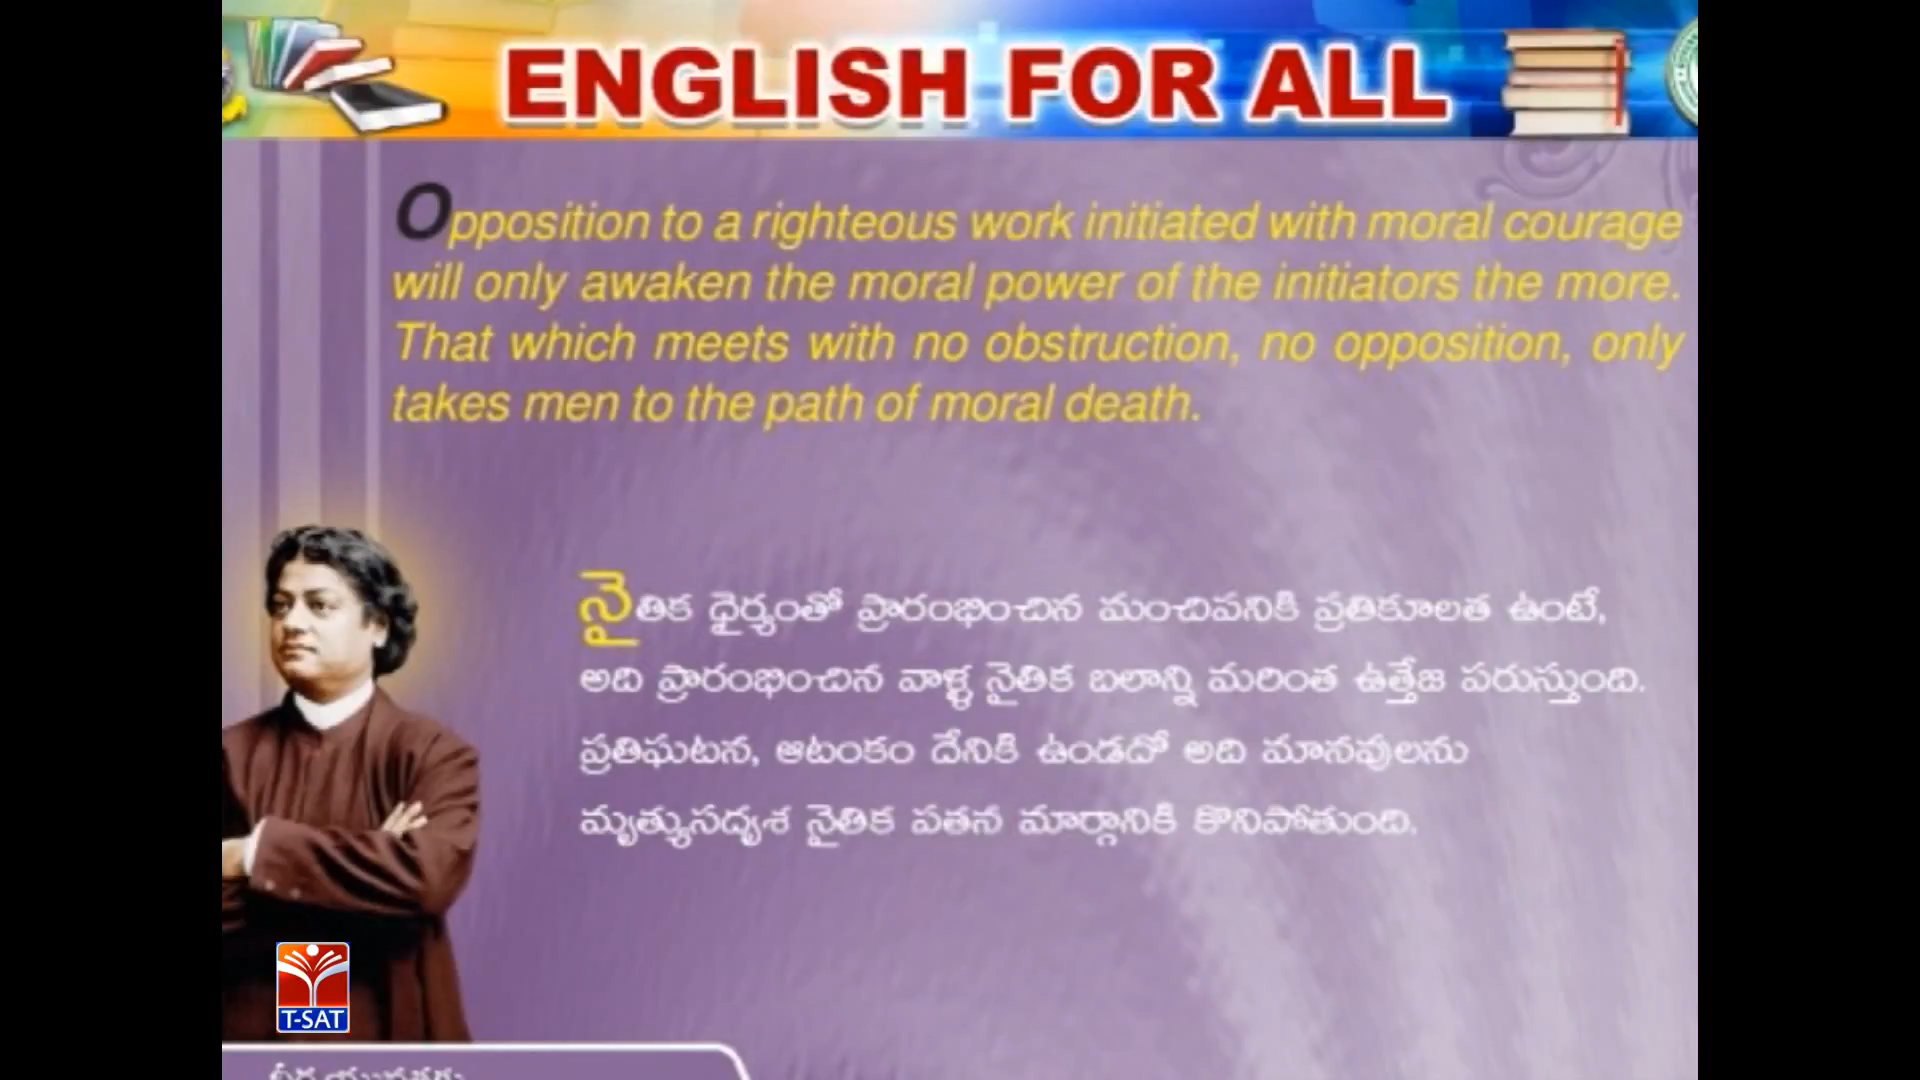 ENGLISH FOR ALL
Opposition to a righteous work initiated with moral courage
will only awaken the moral power of the initiators the more.
That which meets with no obstruction, no opposition, only
takes men to the path of moral death.
నైతిక ధైర్యంతో ప్రారంభించిన మంచిపనికి ప్రతికూలత ఉంటే,
అది ప్రారంభించిన వాళ్ళ నైతిక బలాన్ని మరింత ఉత్తేజ పరుస్తుంది.
ప్రతిఘటన, ఆటంకం దేనికి ఉండదో అది మానవులను
మృత్యుసదృశ నైతిక పతన మార్గానికి కొనిపోతుంది.
T-SAT